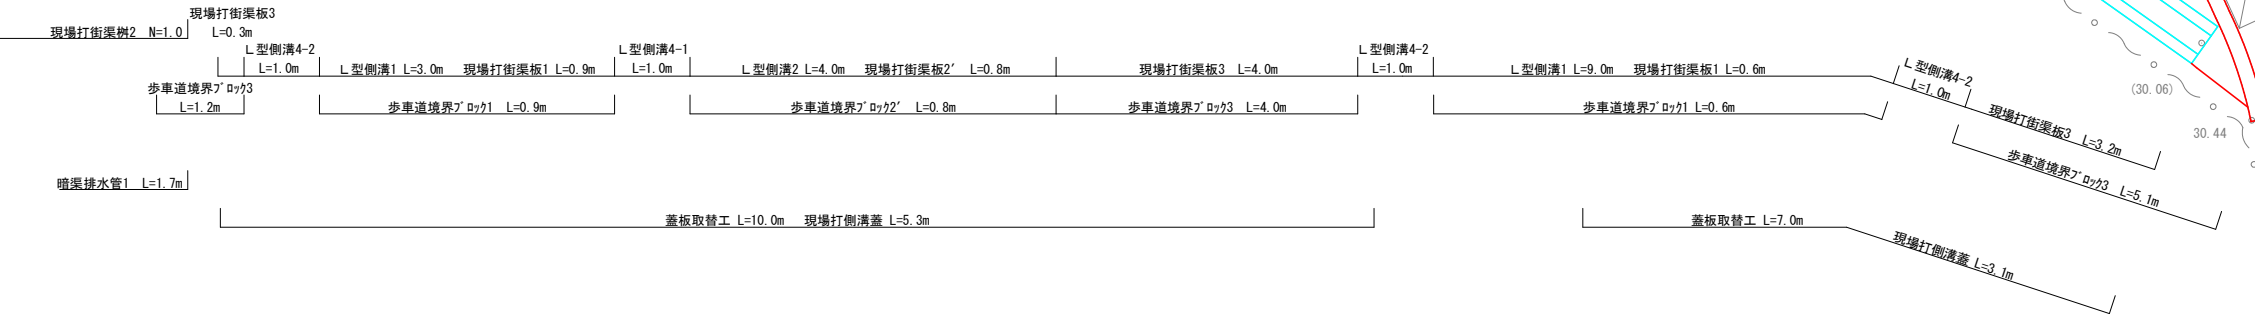 現場打街渠板3
現場打街渠桝2 N=1.0
L=0.3m
L型側溝4-2
L型側溝4-1
L型側溝4-2
L=1.0m
L型側溝1 L=3.0m 現場打街渠板1 L=0.9m
L=1.0m
L型側溝2 L=4.0m 現場打街渠板2′ L=0.8m
現場打街渠板3 L=4.0m
L=1.0m
L型側溝1 L=9.0m 現場打街渠板1 L=0.6m
L型側溝4-2
L=1.0m
(30.06)
歩車道境界ブロック3
L=1.2m
歩車道境界ブロック1 L=0.9m
歩車道境界ブロック2′ L=0.8m
歩車道境界ブロック3 L=4.0m
歩車道境界ブロック1 L=0.6m
現場打街渠板3 L=3.2m
30.44
歩車道境界ブロック3 L=5.1m
暗渠排水管1 L=1.7m
蓋板取替工 L=10.0m 現場打側溝蓋 L=5.3m
蓋板取替工 L=7.0m
現場打側溝蓋 L=3.1m